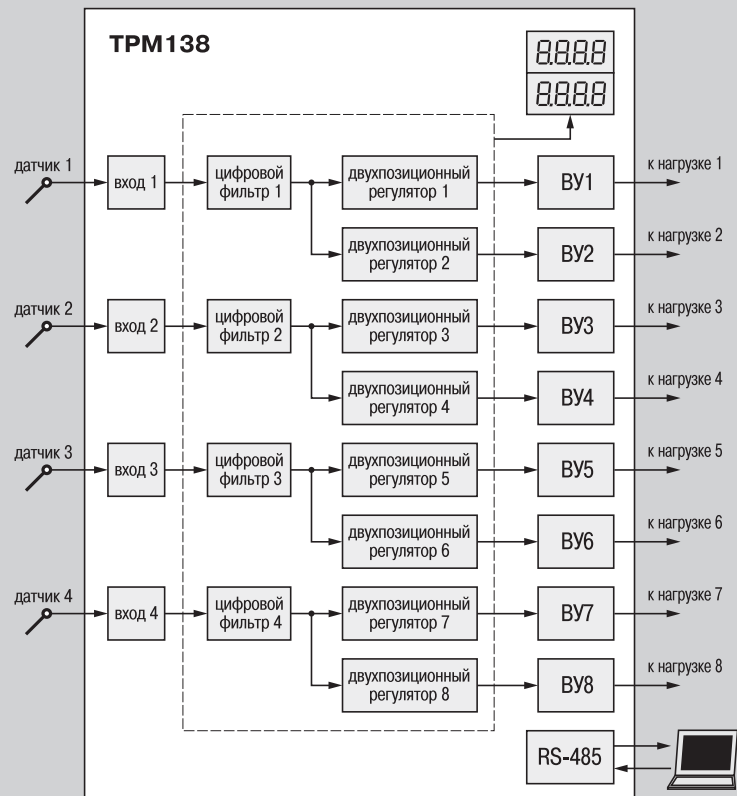 ТРМ138
8.8.8.8
8.8.8.8
датчик 1
вход 1
цифровой
фильтр 1
двухпозиционный
регулятор 1
ВУ1
к нагрузке 1
двухпозиционный
регулятор 2
ВУ2
к нагрузке 2
датчик 2
вход 2
цифровой
фильтр 2
двухпозиционный
регулятор 3
ВУ3
к нагрузке 3
двухпозиционный
регулятор 4
ВУ4
к нагрузке 4
датчик 3
вход 3
цифровой
фильтр 3
двухпозиционный
регулятор 5
ВУ5
к нагрузке 5
двухпозиционный
регулятор 6
ВУ6
к нагрузке 6
датчик 4
вход 4
цифровой
фильтр 4
двухпозиционный
регулятор 7
ВУ7
к нагрузке 7
двухпозиционный
регулятор 8
ВУ8
к нагрузке 8
RS-485